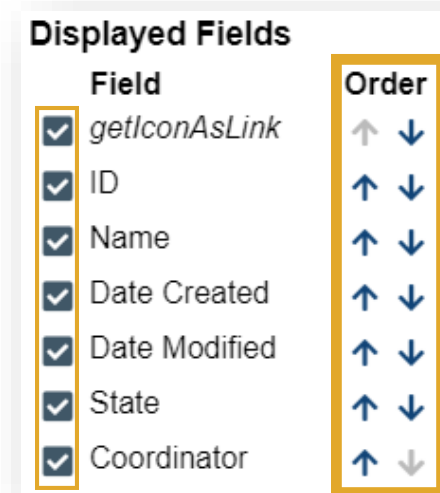 Displayed Fields
Field Order
getIconAsLink
ID
Name
Date Created
Date Modified
State
Coordinator